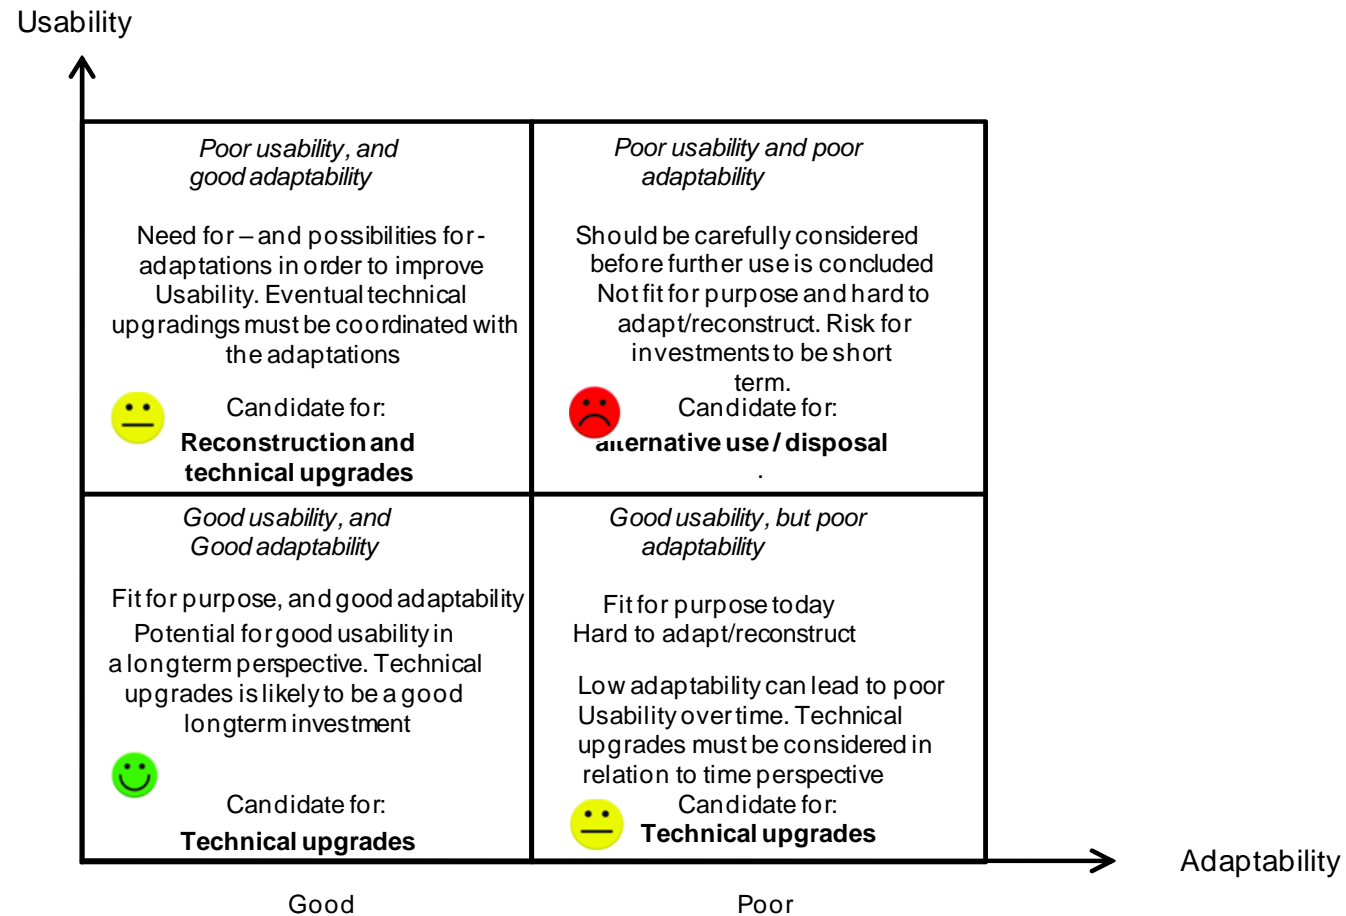 Usability
Poor usability, and
good adaptability
Need for – and possibilities for -
adaptations in order to improve
Usability. Eventual technical
upgradings must be coordinated with
the adaptations
Candidate for:
Reconstruction and
technical upgrades
Poor usability and poor
adaptability
Should be carefully considered
before further use is concluded
Not fit for purpose and hard to
adapt/reconstruct. Risk for
investments to be short
term.
Candidate for:
alternative use / disposal
.
Good usability, and
Good adaptability
Fit for purpose, and good adaptability
Potential for good usability in
a longterm perspective. Technical
upgrades is likely to be a good
longterm investment
Candidate for:
Technical upgrades
Good usability, but poor
adaptability
Fit for purpose today
Hard to adapt/reconstruct
Low adaptability can lead to poor
Usability over time. Technical
upgrades must be considered in
relation to time perspective
Candidate for:
Technical upgrades
Adaptability
Good
Poor